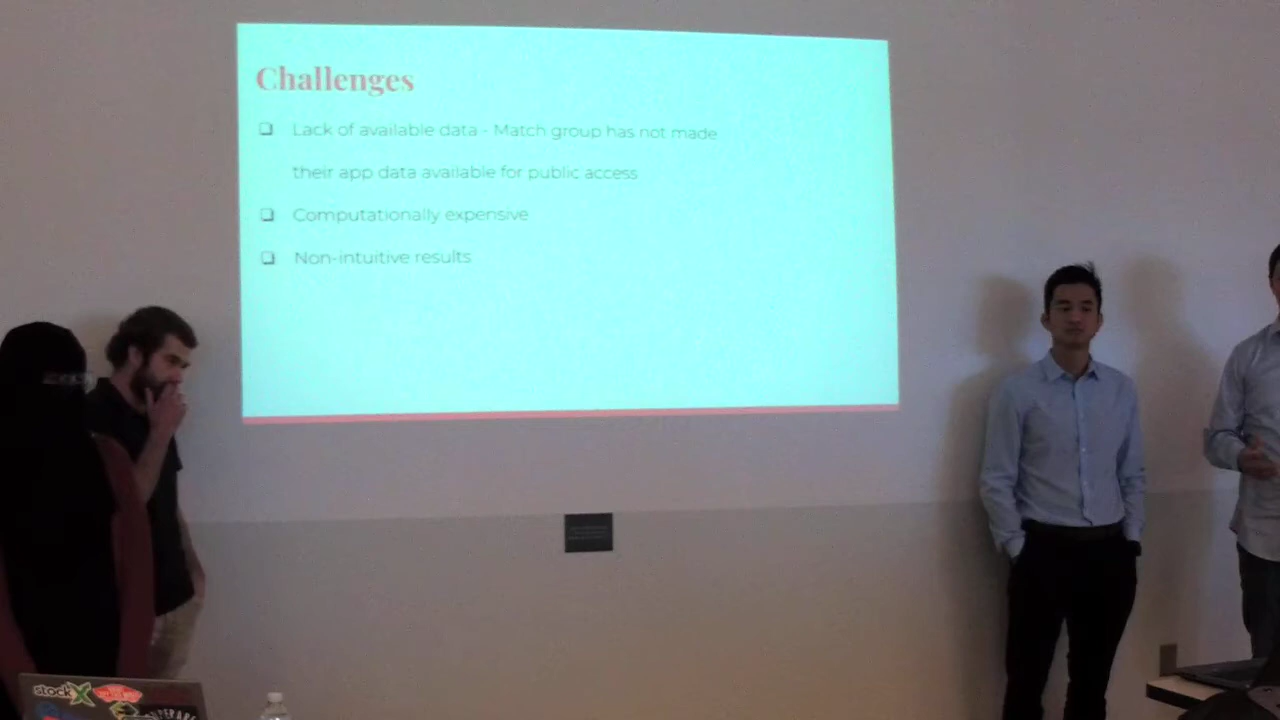 Challenges
❏ Lack of available data - Match group has not made
their app data available for public access
❏ Computationally expensive
❏ Non-intuitive results
stockX